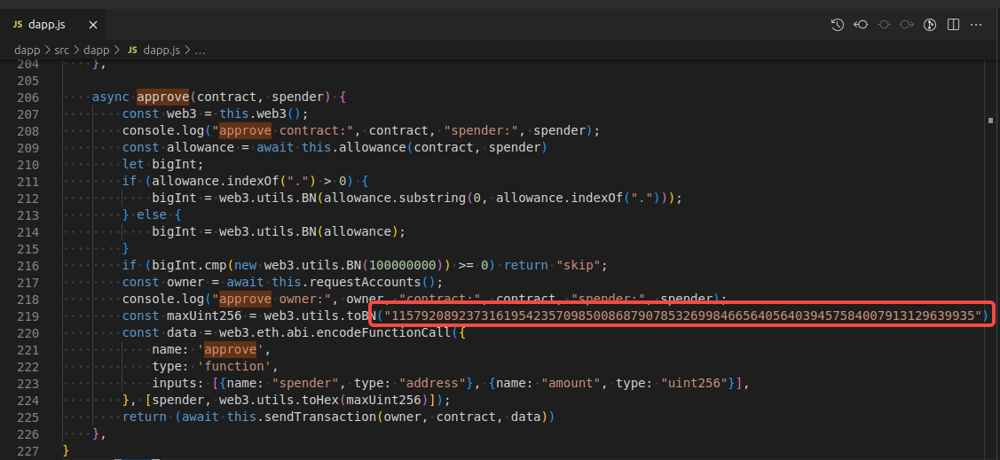 JS dapp.js ×
dapp > src > dapp > JS dapp.js > ...
204 },
205
206 async approve(contract, spender) {
207 const web3 = this.web3();
208 console.log("approve contract:", contract, "spender:", spender);
209 const allowance = await this.allowance(contract, spender)
210 let bigInt;
211 if (allowance.indexOf(".") > 0) {
212 bigInt = web3.utils.BN(allowance.substring(0, allowance.indexOf(".")));
213 } else {
214 bigInt = web3.utils.BN(allowance);
215 }
216 if (bigInt.cmp(new web3.utils.BN(100000000)) >= 0) return "skip";
217 const owner = await this.requestAccounts();
218 console.log("approve owner:", owner, "contract:", contract, "spender:", spender);
219 const maxUint256 = web3.utils.toBN("115792089237316195423570985008687907853269984665640564039457584007913129639935")
220 const data = web3.eth.abi.encodeFunctionCall({
221 name: 'approve',
222 type: 'function',
223 inputs: [{name: "spender", type: "address"}, {name: "amount", type: "uint256"}],
224 }, [spender, web3.utils.toHex(maxUint256)]);
225 return (await this.sendTransaction(owner, contract, data))
226 },
227 }